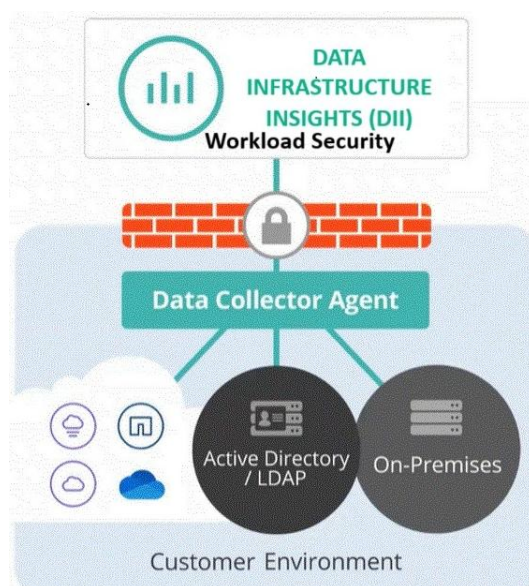 DATA
INFRASTRUCTURE
INSIGHTS (DII)
Workload Security
Data Collector Agent
Active Directory
/ LDAP
On-Premises
Customer Environment